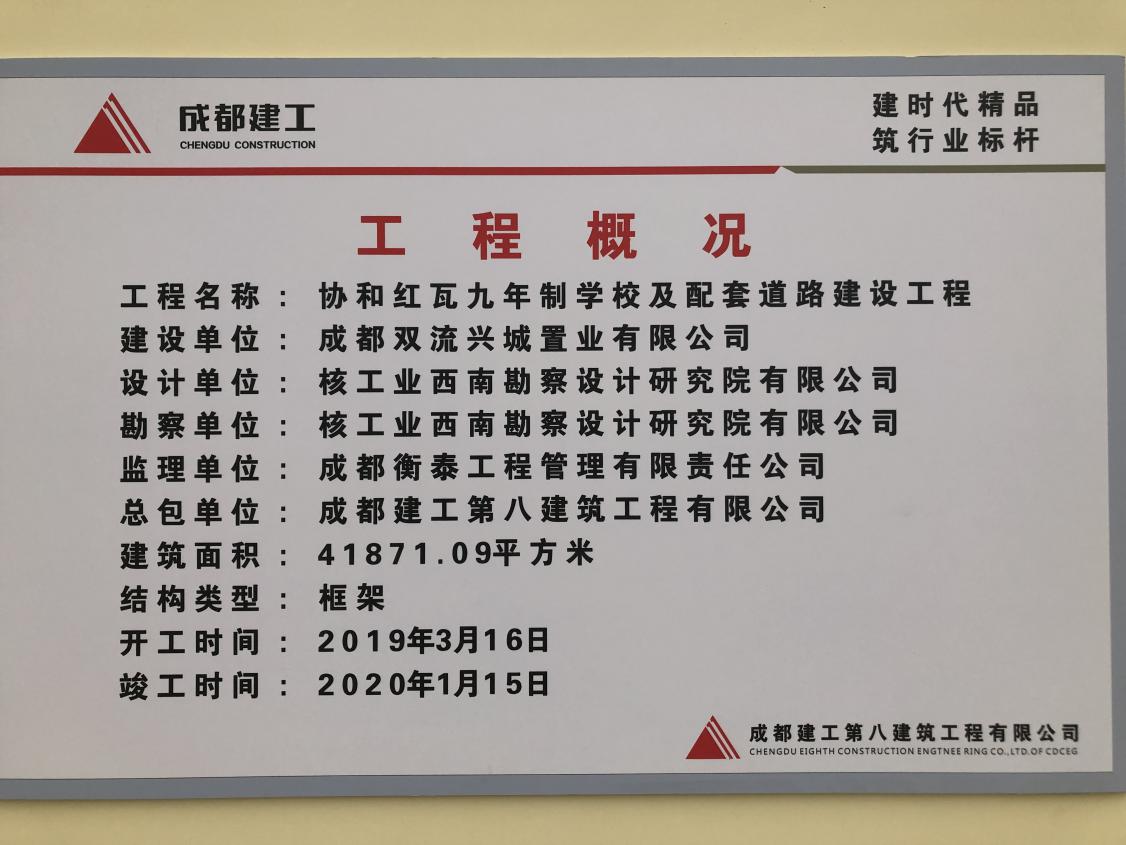 成都建工
CHENGDU CONSTRUCTION
建时代精品
筑行业标杆
工程概况
工程名称：协和红瓦九年制学校及配套道路建设工程
建设单位：成都双流兴城置业有限公司
设计单位：核工业西南勘察设计研究院有限公司
勘察单位：核工业西南勘察设计研究院有限公司
监理单位：成都衡泰工程管理有限责任公司
总包单位：成都建工第八建筑工程有限公司
建筑面积：41871.09平方米
结构类型：框架
开工时间：2019年3月16日
竣工时间：2020年1月15日
成都建工第八建筑工程有限公司
CHENGDU EIGHTH CONSTRUCTION ENGTNEE RING CO.,LTD.OF CDCEG